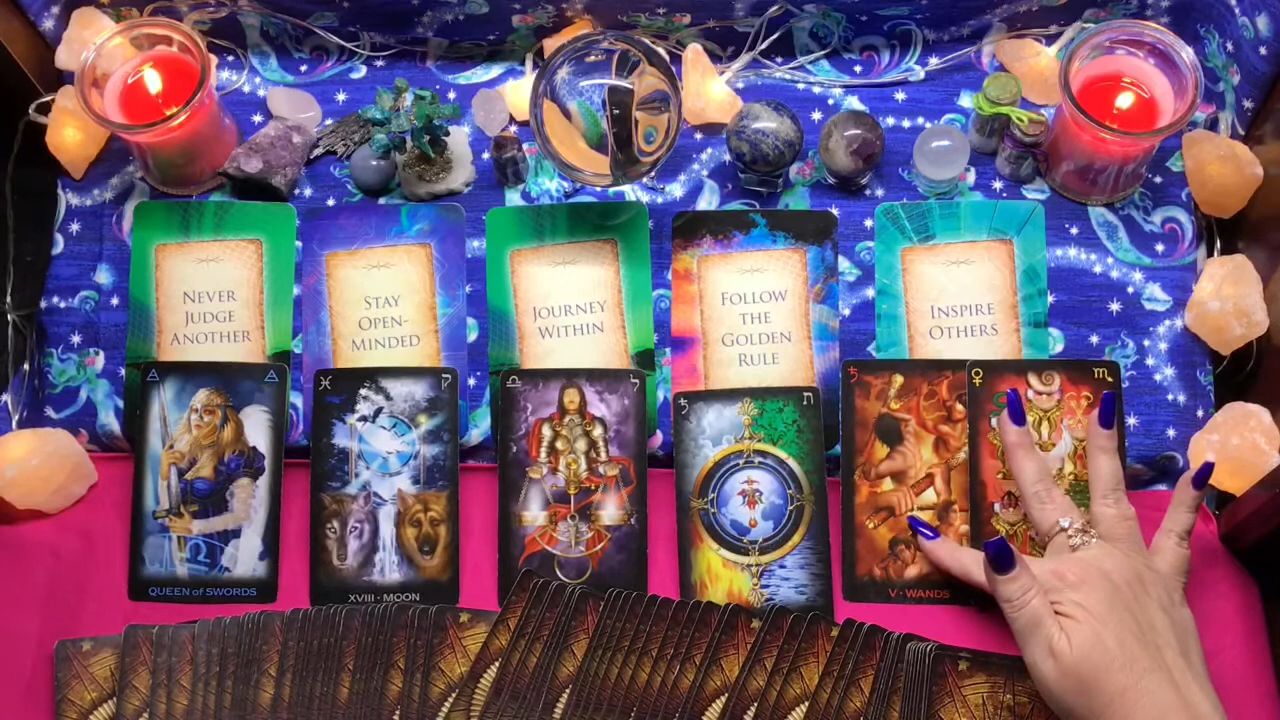 NEVER
JUDGE
ANOTHER
STAY
OPEN-
MINDED
JOURNEY
WITHIN
FOLLOW
THE
GOLDEN
RULE
INSPIRE
OTHERS
QUEEN of SWORDS
♓ ק
XVIII · MOON
♎ ל
♄ ת
♄
V · WANDS
♀ ♏